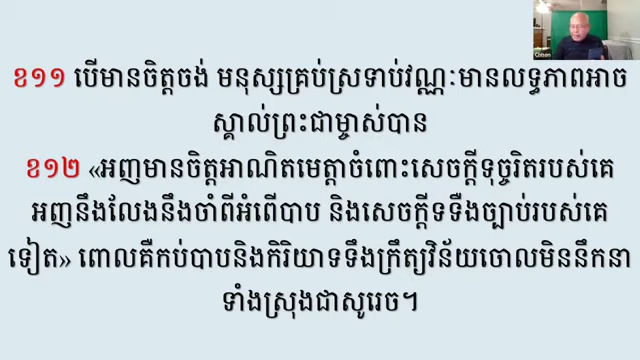 ខ១១ បើមានចិត្តចង់ មនុស្សគ្រប់ស្រទាប់វណ្ណៈមានលទ្ធភាពអាច
ស្គាល់ព្រះជាម្ចាស់បាន
ខ១២ «អញមានចិត្តអាណិតមេត្តាចំពោះសេចក្តីទុច្ចរិតរបស់គេ
អញនឹងលែងនឹងចាំពីអំពើបាប និងសេចក្តីទទឺងច្បាប់របស់គេ
ទៀត» ពោលគឺកប់បាបនិងកិរិយាទទឹងក្រឹត្យវិន័យចោលមិននឹកនា
ទាំងស្រុងជាសូរេច។